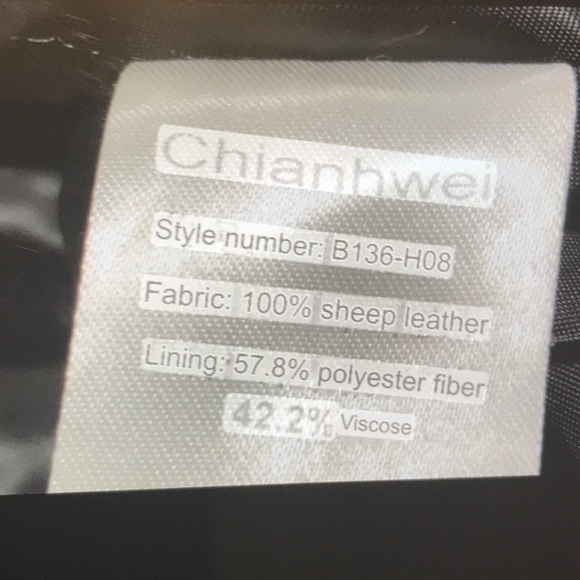 Chianhwei
Style number: B136-H08
Fabric: 100% sheep leather
Lining: 57.8% polyester fiber
42.2% Viscose